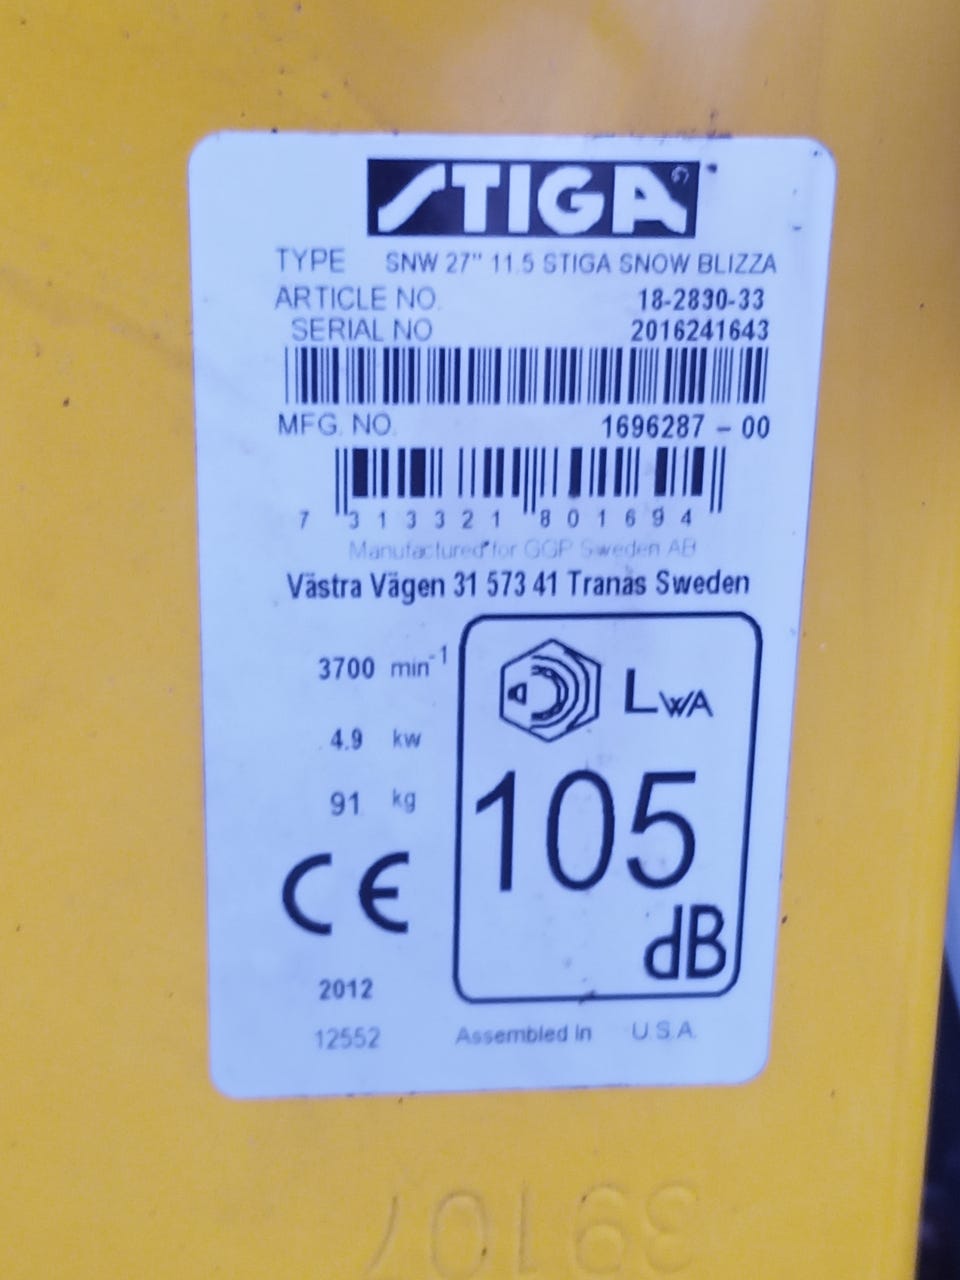 STIGA®
TYPE SNW 27" 11.5 STIGA SNOW BLIZZA
ARTICLE NO. 18-2830-33
SERIAL NO 2016241643
MFG. NO. 1696287 - 00
7 313321 801694
Manufactured for GGP Sweden AB
Västra Vägen 31 573 41 Tranas Sweden
3700 min-1
4.9 kw
91 kg
CE
2012
12552
LWA
105
dB
Assembled In U.S.A.